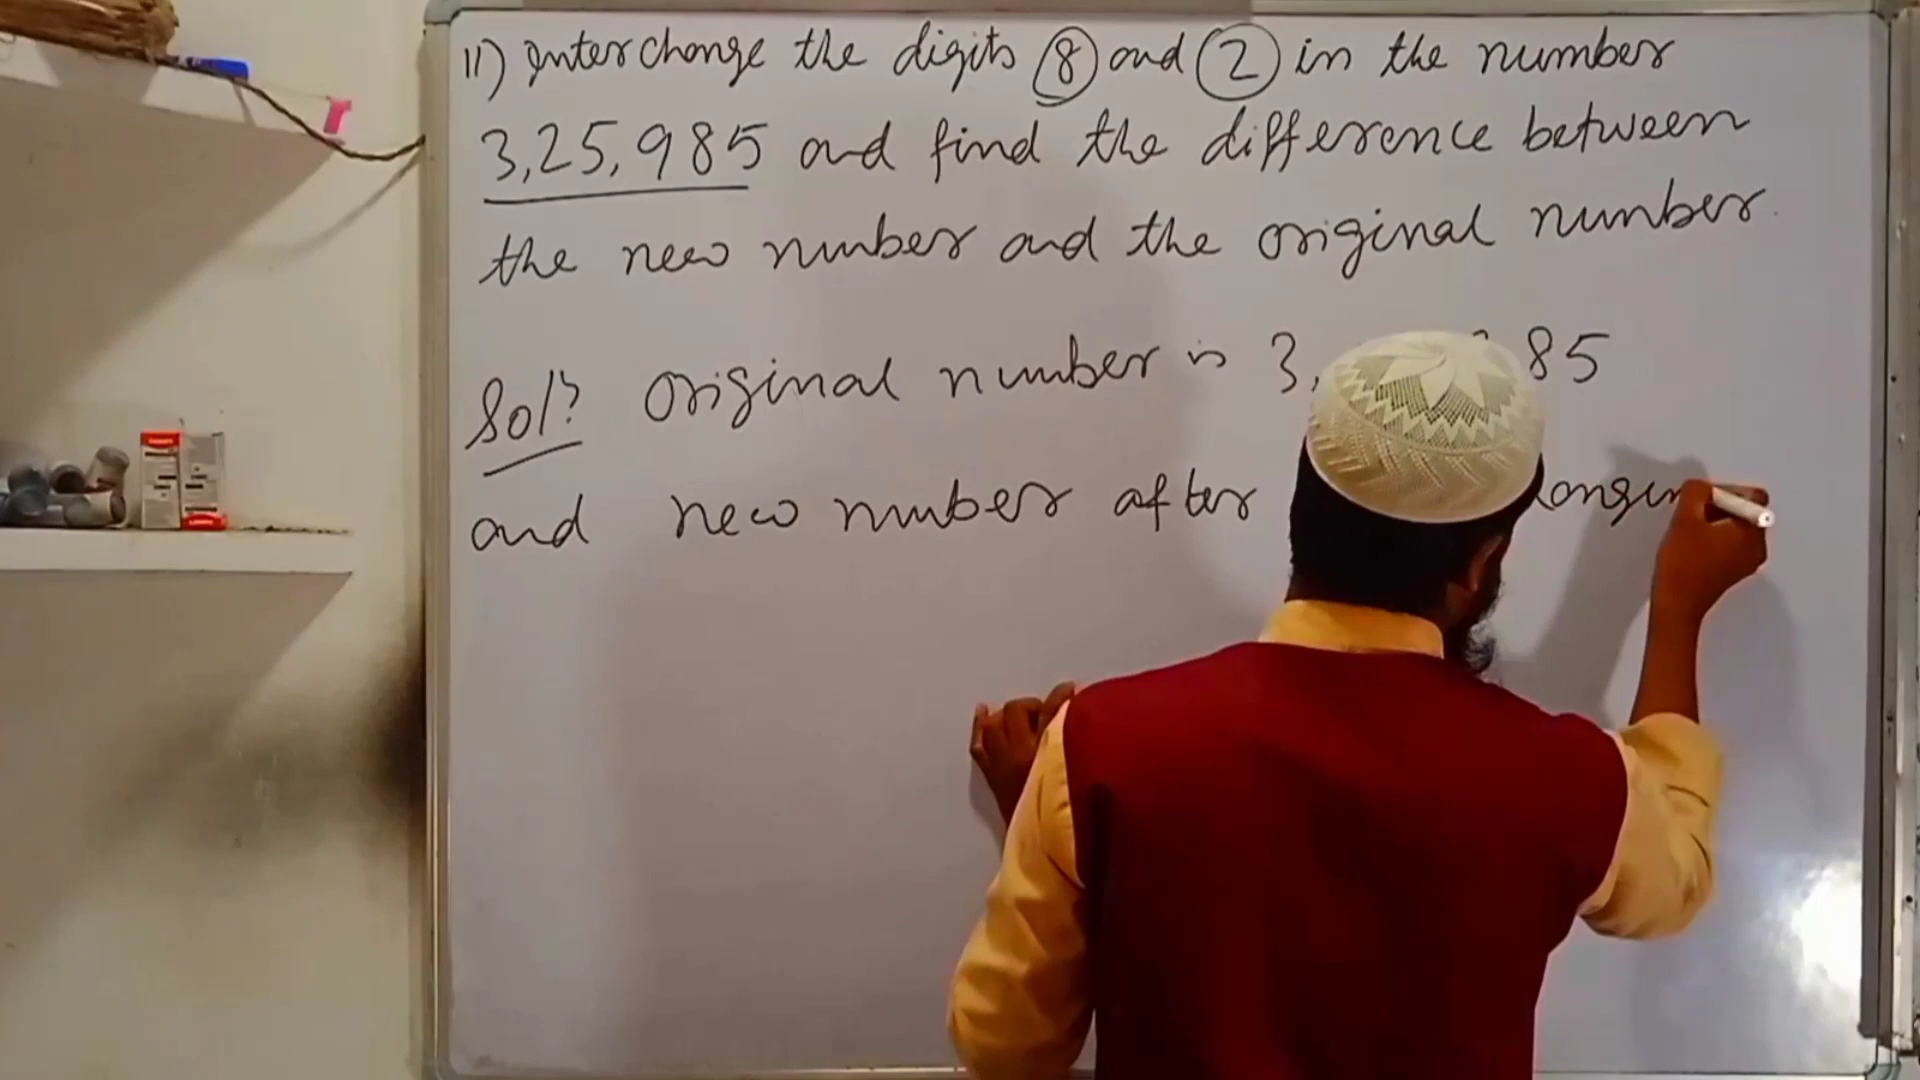 11) Interchange the digits 8 and 2 in the number
3,25,985 and find the difference between
the new number and the original number.
Sol? Original number is 3, 85
and new number after